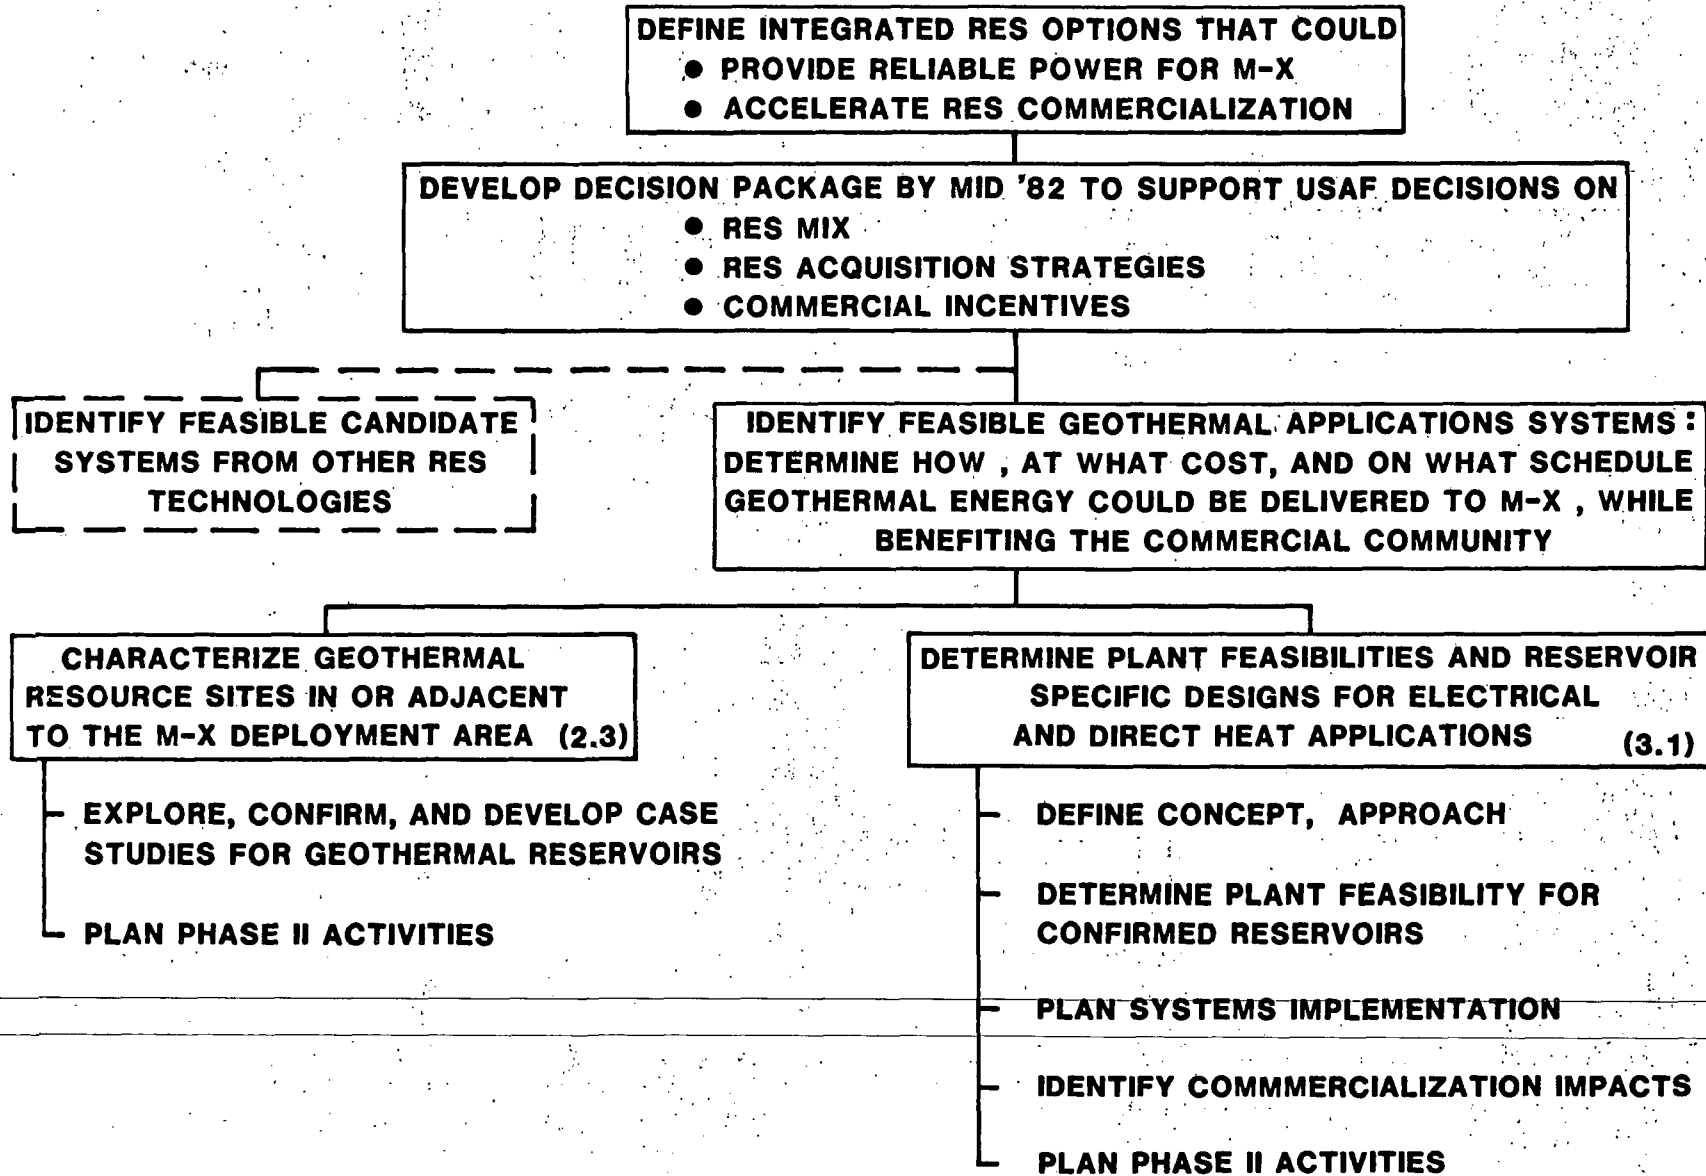 DEFINE INTEGRATED RES OPTIONS THAT COULD
● PROVIDE RELIABLE POWER FOR M-X
● ACCELERATE RES COMMERCIALIZATION
DEVELOP DECISION PACKAGE BY MID '82 TO SUPPORT USAF DECISIONS ON
● RES MIX
● RES ACQUISITION STRATEGIES
● COMMERCIAL INCENTIVES
IDENTIFY FEASIBLE CANDIDATE
SYSTEMS FROM OTHER RES
TECHNOLOGIES
IDENTIFY FEASIBLE GEOTHERMAL APPLICATIONS SYSTEMS :
DETERMINE HOW , AT WHAT COST, AND ON WHAT SCHEDULE
GEOTHERMAL ENERGY COULD BE DELIVERED TO M-X , WHILE
BENEFITING THE COMMERCIAL COMMUNITY
CHARACTERIZE GEOTHERMAL
RESOURCE SITES IN OR ADJACENT
TO THE M-X DEPLOYMENT AREA (2.3)
EXPLORE, CONFIRM, AND DEVELOP CASE
STUDIES FOR GEOTHERMAL RESERVOIRS
PLAN PHASE II ACTIVITIES
DETERMINE PLANT FEASIBILITIES AND RESERVOIR
SPECIFIC DESIGNS FOR ELECTRICAL
AND DIRECT HEAT APPLICATIONS (3.1)
DEFINE CONCEPT, APPROACH
DETERMINE PLANT FEASIBILITY FOR
CONFIRMED RESERVOIRS
PLAN SYSTEMS IMPLEMENTATION
IDENTIFY COMMMERCIALIZATION IMPACTS
PLAN PHASE II ACTIVITIES